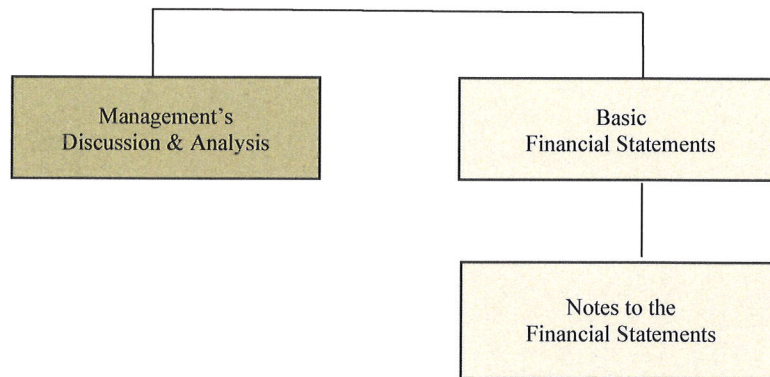 Management’s
Discussion & Analysis
Basic
Financial Statements
Notes to the
Financial Statements